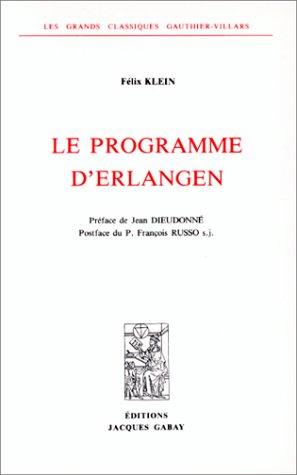 LES GRANDS CLASSIQUES GAUTHIER-VILLARS
Félix KLEIN
LE PROGRAMME
D'ERLANGEN
Préface de Jean DIEUDONNÉ
Postface du P. François RUSSO s.j.
ÉDITIONS
JACQUES GABAY